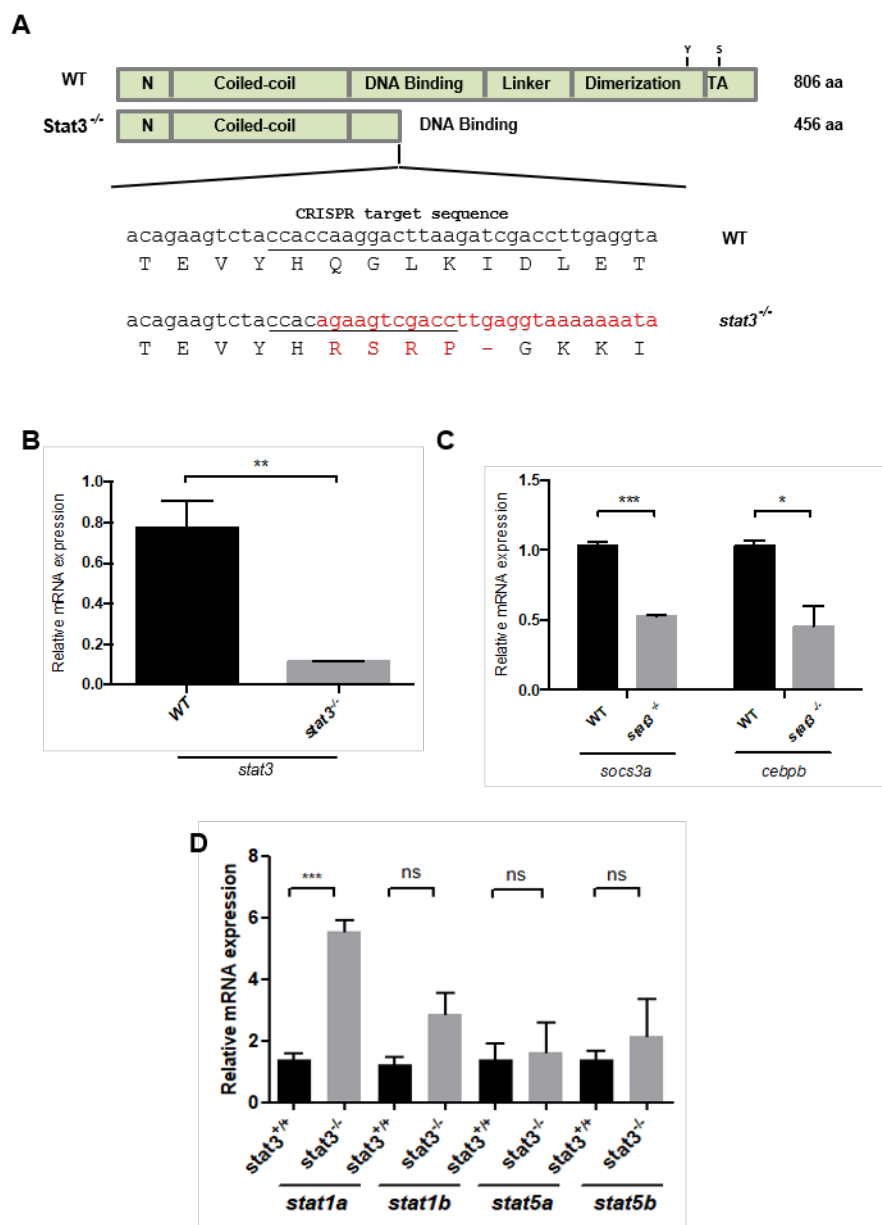 A
Y S
WT N Coiled-coil DNA Binding Linker Dimerization TA 806 aa
Stat3-/- N Coiled-coil DNA Binding 456 aa
CRISPR target sequence
acagaagtctaccaccaaggacttaagatcgaccttgaggta WT
T E V Y H Q G L K I D L E T
acagaagtctaccacagaagtcgaccttgaggtaaaaaaata stat3-/-
T E V Y H R S R P – G K K I
B
Relative mRNA expression
**
1.0
0.8
0.6
0.4
0.2
0.0
WT stat3-/-
stat3
C
Relative mRNA expression
*** *
1.5
1.0
0.5
0.0
WT stat3-/- WT stat3-/-
socs3a cebpb
D
Relative mRNA expression
*** ns ns ns
8
6
4
2
0
stat3+/+ stat3-/- stat3+/+ stat3-/- stat3+/+ stat3-/- stat3+/+ stat3-/-
stat1a stat1b stat5a stat5b